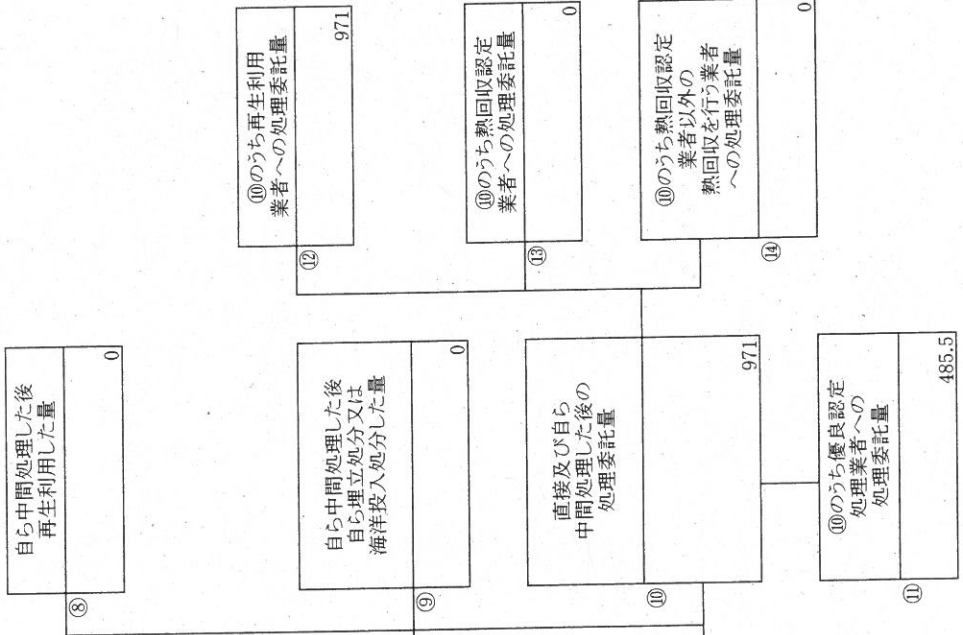 自ら中間処理した後
再生利用した量
⑧
0
自ら中間処理した後
自ら埋立処分又は
海洋投入処分した量
⑨
0
直接及び自ら
中間処理した後の
処理委託量
⑩
971
⑩のうち優良認定
処理業者への
処理委託量
⑪
485.5
⑩のうち再生利用
業者への処理委託量
⑫
971
⑩のうち熱回収認定
業者への処理委託量
⑬
0
⑩のうち熱回収認定
業者以外の
熱回収を行う業者
への処理委託量
⑭
0